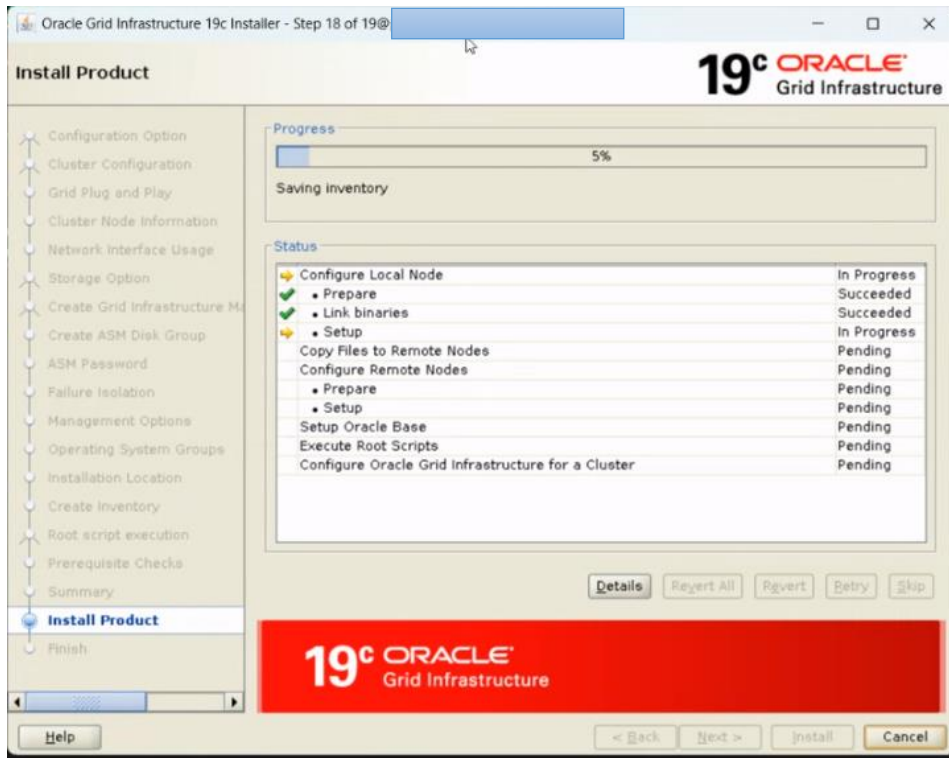 Oracle Grid Infrastructure 19c Installer - Step 18 of 19@
Install Product
19c ORACLE
Grid Infrastructure
Configuration Option
Cluster Configuration
Grid Plug and Play
Cluster Node Information
Network Interface Usage
Storage Option
Create Grid Infrastructure Ma
Create ASM Disk Group
ASM Password
Failure Isolation
Management Options
Operating System Groups
Installation Location
Create Inventory
Root script execution
Prerequisite Checks
Summary
Install Product
Finish
Progress
5%
Saving inventory
Status
Configure Local Node In Progress
• Prepare Succeeded
• Link binaries Succeeded
• Setup In Progress
Copy Files to Remote Nodes Pending
Configure Remote Nodes Pending
• Prepare Pending
• Setup Pending
Setup Oracle Base Pending
Execute Root Scripts Pending
Configure Oracle Grid Infrastructure for a Cluster Pending
Details Revert All Revert Retry Skip
19c ORACLE
Grid Infrastructure
Help < Back Next > Install Cancel